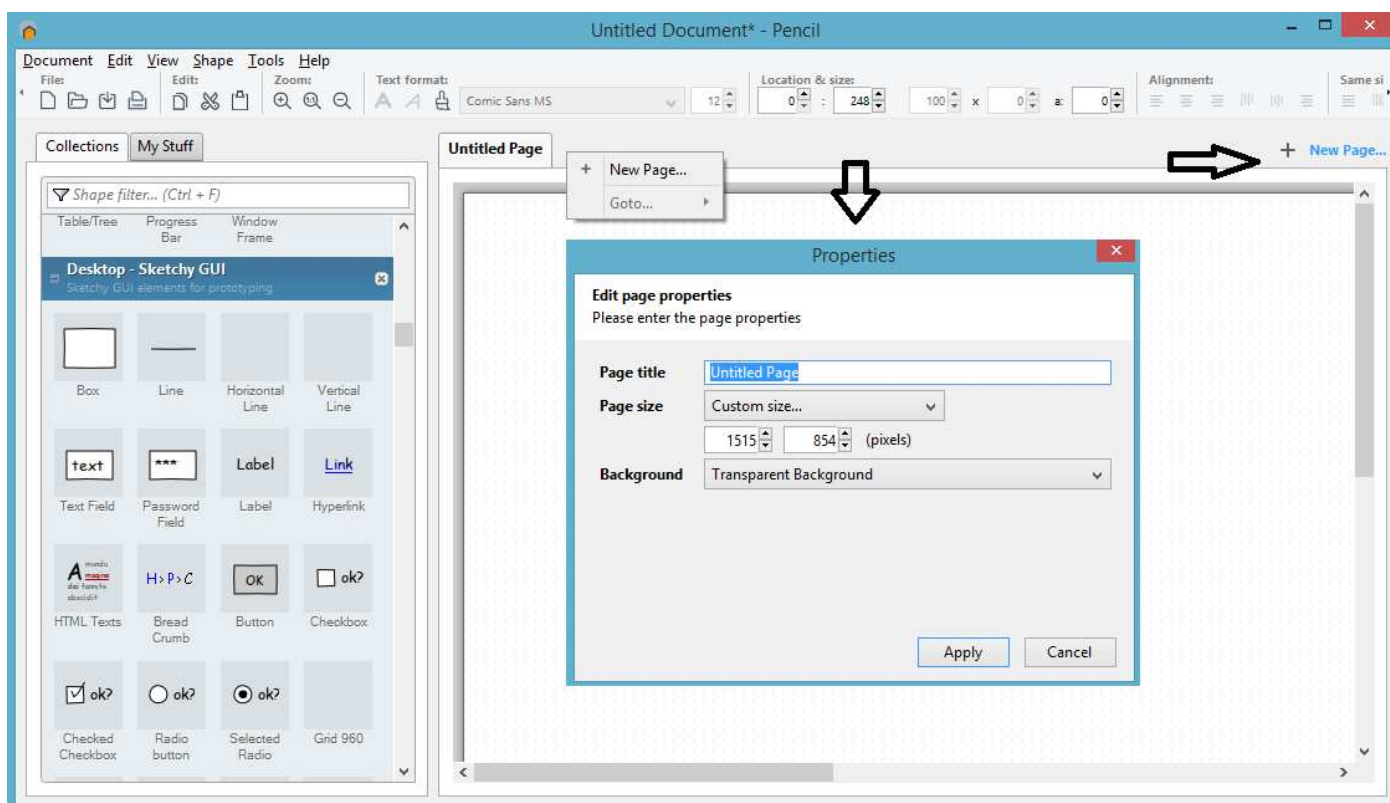 Untitled Document* - Pencil
Document Edit View Shape Tools Help
File: Edit: Zoom: Text format: Location & size: Alignment: Same si
Comic Sans MS 12 0 : 248 100 x 0 a: 0
Collections My Stuff
Untitled Page
+ New Page...
Shape filter... (Ctrl + F)
+ New Page...
Goto...
Table/Tree Progress Bar Window Frame
Desktop - Sketchy GUI
Sketchy GUI elements for prototyping
Box Line Horizontal Line Vertical Line
text *** Label Link
Text Field Password Field Label Hyperlink
A mundu
magne
dei
H>P>C OK ok?
HTML Texts Bread Crumb Button Checkbox
ok? ok? ok?
Checked Checkbox Radio button Selected Radio Grid 960
Properties
Edit page properties
Please enter the page properties
Page title Untitled Page
Page size Custom size...
1515 854 (pixels)
Background Transparent Background
Apply Cancel